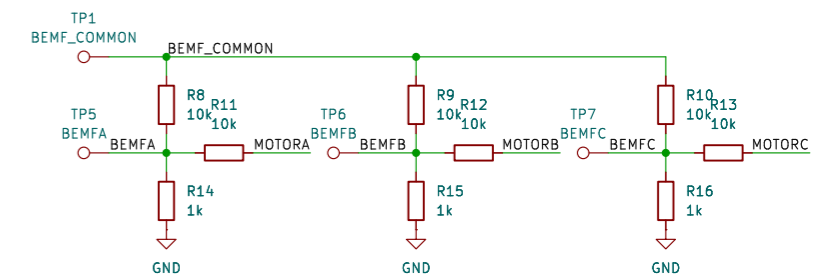 TP1
BEMF_COMMON
BEMF_COMMON
R8
10k
R11
10k
R9
10k
R12
10k
R10
10k
R13
10k
TP5
BEMFA
BEMFA
MOTORA
TP6
BEMFB
BEMFB
MOTORB
TP7
BEMFC
BEMFC
MOTORC
R14
1k
R15
1k
R16
1k
GND
GND
GND